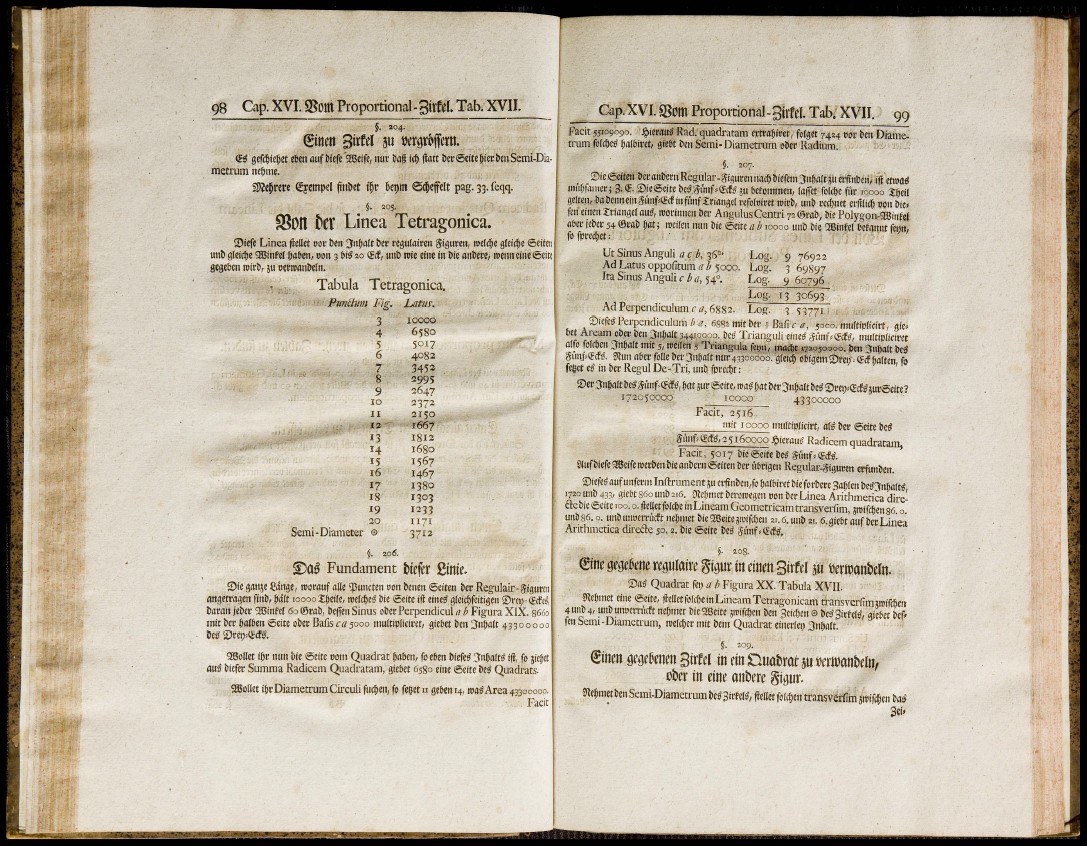 98 Cap. XVI. Vom Proportional-Zirkel. Tab. XVII.
§. 204.
Einen Zirkel zu vergrössern.
Es geschiehet eben auf diese Weise, nur daß ich statt der Seite hier den Semi-Dia-
metrum nehme.
Mehrere Exempel findet ihr beym Scheffelt pag. 33. seqq.
§. 205.
Von der Linea Tetragonica.
Diese Linea stellet vor den Inhalt der regulairen Figuren, welche gleiche Seiten
und gleiche Winkel haben, von 3 bis 20 Eck, und wie eine in die andere, wenn eine Seite
gegeben wird, zu verwandeln.
Tabula Tetragonica.
Punctum Fig. Latus.
3 10000
4 6580
5 5017
6 4082
7 3452
8 2995
9 2647
10 2372
11 2150
12 1667
13 1812
14 1680
15 1567
16 1467
17 1380
18 1303
19 1233
20 1171
Semi-Diameter ☉ 3712
§. 206.
Das Fundament dieser Linie.
Die ganze Länge, worauf alle Puncten von denen Seiten der Regulair-Figuren
angetragen sind, hält 10000 Theile, welches die Seite ist eines gleichseitigen Drey-Eckes,
daran jeder Winkel 60 Grad, dessen Sinus oder Perpendicul a b Figura XIX. 8660
mit der halben Seite oder Basis c a 5000 multipliciret, giebet den Inhalt 43300000
des Drey-Ecks.
Wollet ihr nun die Seite vom Quadrat haben, so eben dieses Inhalts ist, so ziehet
aus dieser Summa Radicem Quadratam, giebet 6580 eine Seite des Quadrats.
Wollet ihr Diametrum Circuli suchen, so setzet 11 geben 14, was Area 43300000.
Facit
Cap. XVI. Vom Proportional-Zirkel. Tab. XVII. 99
Facit 55109090. Hieraus Rad. quadratam extrahiret, folget 7424 vor den Diame-
trum solches halbiret, giebt den Semi-Diametrum oder Radium.
§. 207.
Die Seiten der andern Regular-Figuren nach diesem Inhalt zu erfinden, ist etwas
mühsamer; Z. E. Die Seite des Fünf-Ecks zu bekommen, lasset solche für 10000 Theil
gelten, da denn ein Fünf-Eck in fünf Triangel resolviret wird, und rechnet erstlich von die-
sen einen Triangel aus, worinnen der Angulus Centri 72 Grad, die Polygon-Winkel
aber jeder 54 Grad hat; weilen nun die Seite a b 10000 und die Winkel bekannt seyn,
so sprechet:
Ut Sinus Anguli a c b, 36°. Log. 9 76922
Ad Latus oppositum a b 5000. Log. 3 69897
Ita Sinus Anguli c b a, 54°. Log. 9 60796
Log. 13 30693
Ad Perpendiculum c a, 6882. Log. 3 53771
Dieses Perpendiculum b a, 6882 mit der ½ Basi c a, 5000. multiplicirt, gie-
bet Aream oder den Inhalt 34410000. des Trianguli eines Fünf-Ecks, multipliciret
also solchen Inhalt mit 5, weilen 5 Triangula seyn, macht 172050000. den Inhalt des
Fünf-Ecks. Nun aber solle der Inhalt nur 43300000. gleich obigem Drey-Eck halten, so
setzet es in der Regul De-Tri, und sprecht:
Der Inhalt des Fünf-Ecks, hat zur Seite, was hat der Inhalt des Drey-Ecks zur Seite?
172050000 10000 43300000
Facit, 2516.
mit 10000 multiplicirt, als der Seite des
Fünf-Ecks, 25160000 Hieraus Radicem quadratam,
Facit, 5017 die Seite des Fünf-Ecks.
Auf diese Weise werden die andern Seiten der übrigen Regular-Figuren erfunden.
Dieses auf unserm Instrument zu erfinden, so halbiret die fordere Zahlen des Inhalts,
1720 und 433, giebt 860 und 216. Nehmet derowegen von der Linea Arithmetica dire-
cte die Seite 100. 0. stellet solche in Lineam Geometricam transversim, zwischen 86. 0.
und 86. 0. und unverrückt nehmet die Weite zwischen 21. 6. und 21. 6. giebt auf der Linea
Arithmetica directe 50. 2. die Seite des Fünf-Ecks.
§. 208.
Eine gegebene regulaire Figur in einen Zirkel zu verwandeln.
Das Quadrat sey a b Figura XX. Tabula XVII.
Nehmet eine Seite, stellet solche in Lineam Tetragonicam transversim zwischen
4 und 4, und unverrückt nehmet die Weite zwischen den Zeichen ☉ des Zirkels, giebet des-
sen Semi-Diametrum, welcher mit dem Quadrat einerley Inhalt.
§. 209.
Einen gegebenen Zirkel in ein Quadrat zu verwandeln,
oder in eine andere Figur.
Nehmet den Semi-Diametrum des Zirkels, stellet solchen transversim zwischen das
Zei-